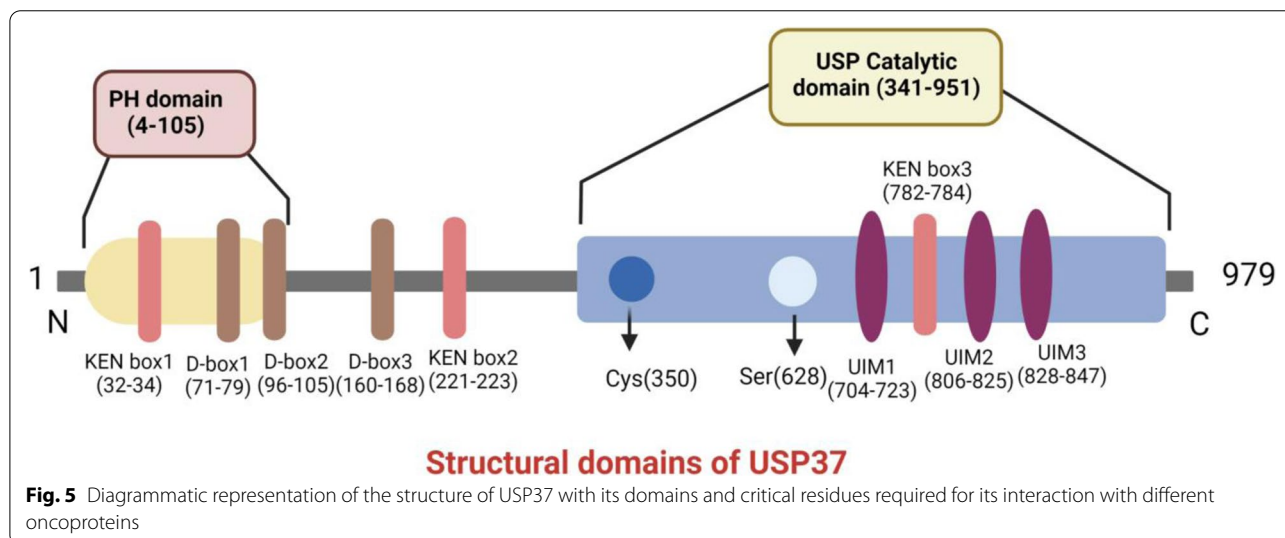 PH domain
(4-105)
USP Catalytic
domain (341-951)
KEN box3
(782-784)
1
N
979
C
KEN box1
(32-34)
D-box1
(71-79)
D-box2
(96-105)
D-box3
(160-168)
KEN box2
(221-223)
Cys(350)
Ser(628)
UIM1
(704-723)
UIM2
(806-825)
UIM3
(828-847)
Structural domains of USP37
Fig. 5 Diagrammatic representation of the structure of USP37 with its domains and critical residues required for its interaction with different
oncoproteins